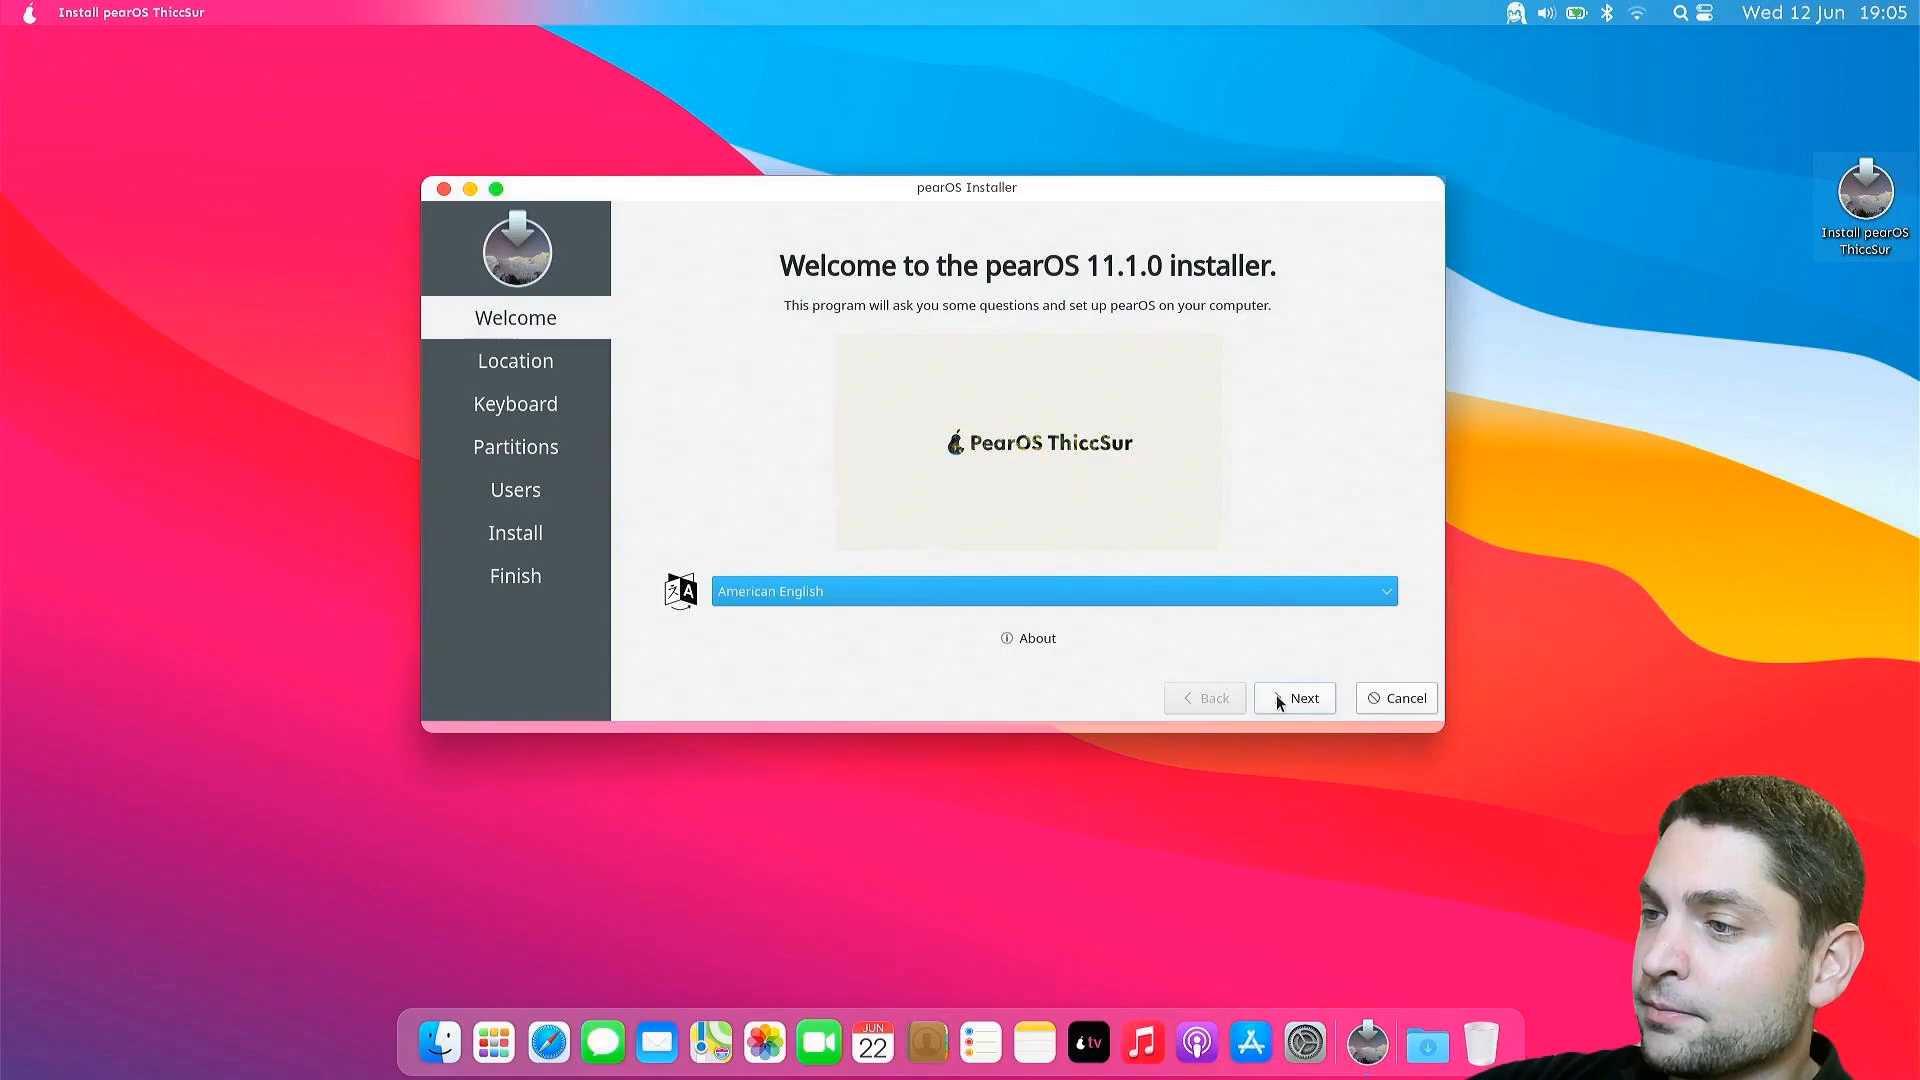 Install pearOS ThiccSur
Wed 12 Jun 19:05
pearOS Installer
Install pearOS
ThiccSur
Welcome
Location
Keyboard
Partitions
Users
Install
Finish
Welcome to the pearOS 11.1.0 installer.
This program will ask you some questions and set up pearOS on your computer.
PearOS ThiccSur
American English
About
Back
Next
Cancel
JUN
22
tv